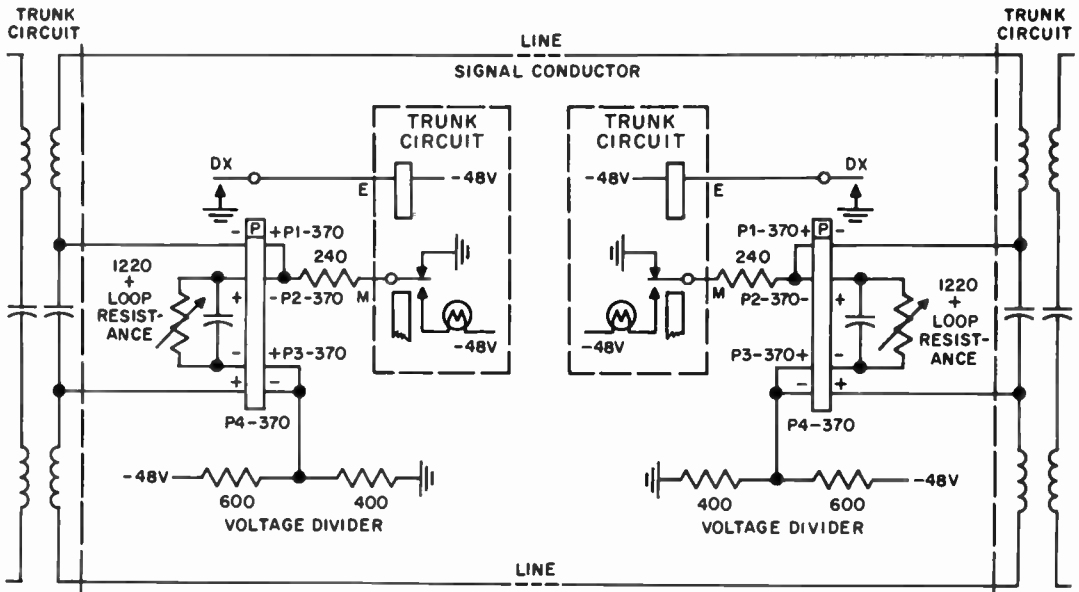 TRUNK
CIRCUIT
TRUNK
CIRCUIT
LINE
SIGNAL CONDUCTOR
TRUNK
CIRCUIT
TRUNK
CIRCUIT
DX
E
-48V
-48V
E
DX
-
P
+P1-370
240
-P2-370
M
P1-370+
P
-
240
M
P2-370-
1220
+
LOOP
RESIST-
ANCE
+
-
+P3-370
+
-
P4-370
-48V
-48V
+
P3-370+
-
-
+
P4-370
1220
+
LOOP
RESIST-
ANCE
-48V
600
400
VOLTAGE DIVIDER
400
600
-48V
VOLTAGE DIVIDER
LINE